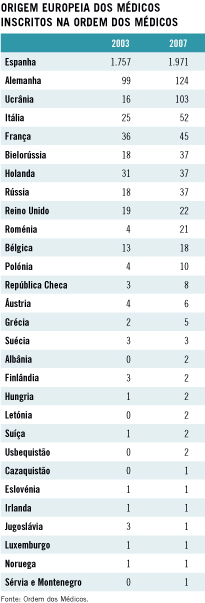 ORIGEM EUROPEIA DOS MÉDICOS
INSCRITOS NA ORDEM DOS MÉDICOS
2003 2007
Espanha 1.757 1.971
Alemanha 99 124
Ucrânia 16 103
Itália 25 52
França 36 45
Bielorússia 18 37
Holanda 31 37
Rússia 18 37
Reino Unido 19 22
Roménia 4 21
Bélgica 13 18
Polónia 4 10
República Checa 3 8
Áustria 4 6
Grécia 2 5
Suécia 3 3
Albânia 0 2
Finlândia 3 2
Hungria 1 2
Letónia 0 2
Suíça 1 2
Usbequistão 0 2
Cazaquistão 0 1
Eslovénia 1 1
Irlanda 1 1
Jugoslávia 3 1
Luxemburgo 1 1
Noruega 1 1
Sérvia e Montenegro 0 1
Fonte: Ordem dos Médicos.